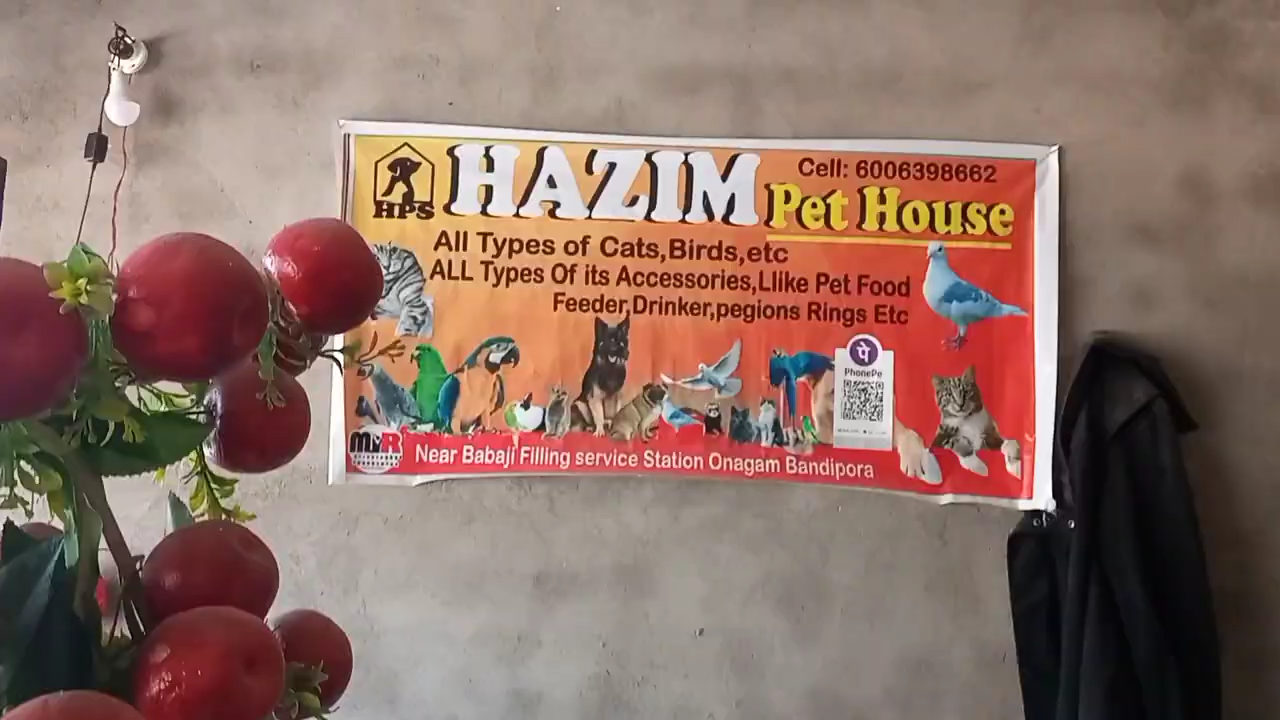 HPS
HAZIM
Cell: 6006398662
Pet House
All Types of Cats,Birds,etc
ALL Types Of its Accessories,Llike Pet Food
Feeder,Drinker,pegions Rings Etc
पे
PhonePe
Near Babaji Filling service Station Onagam Bandipora